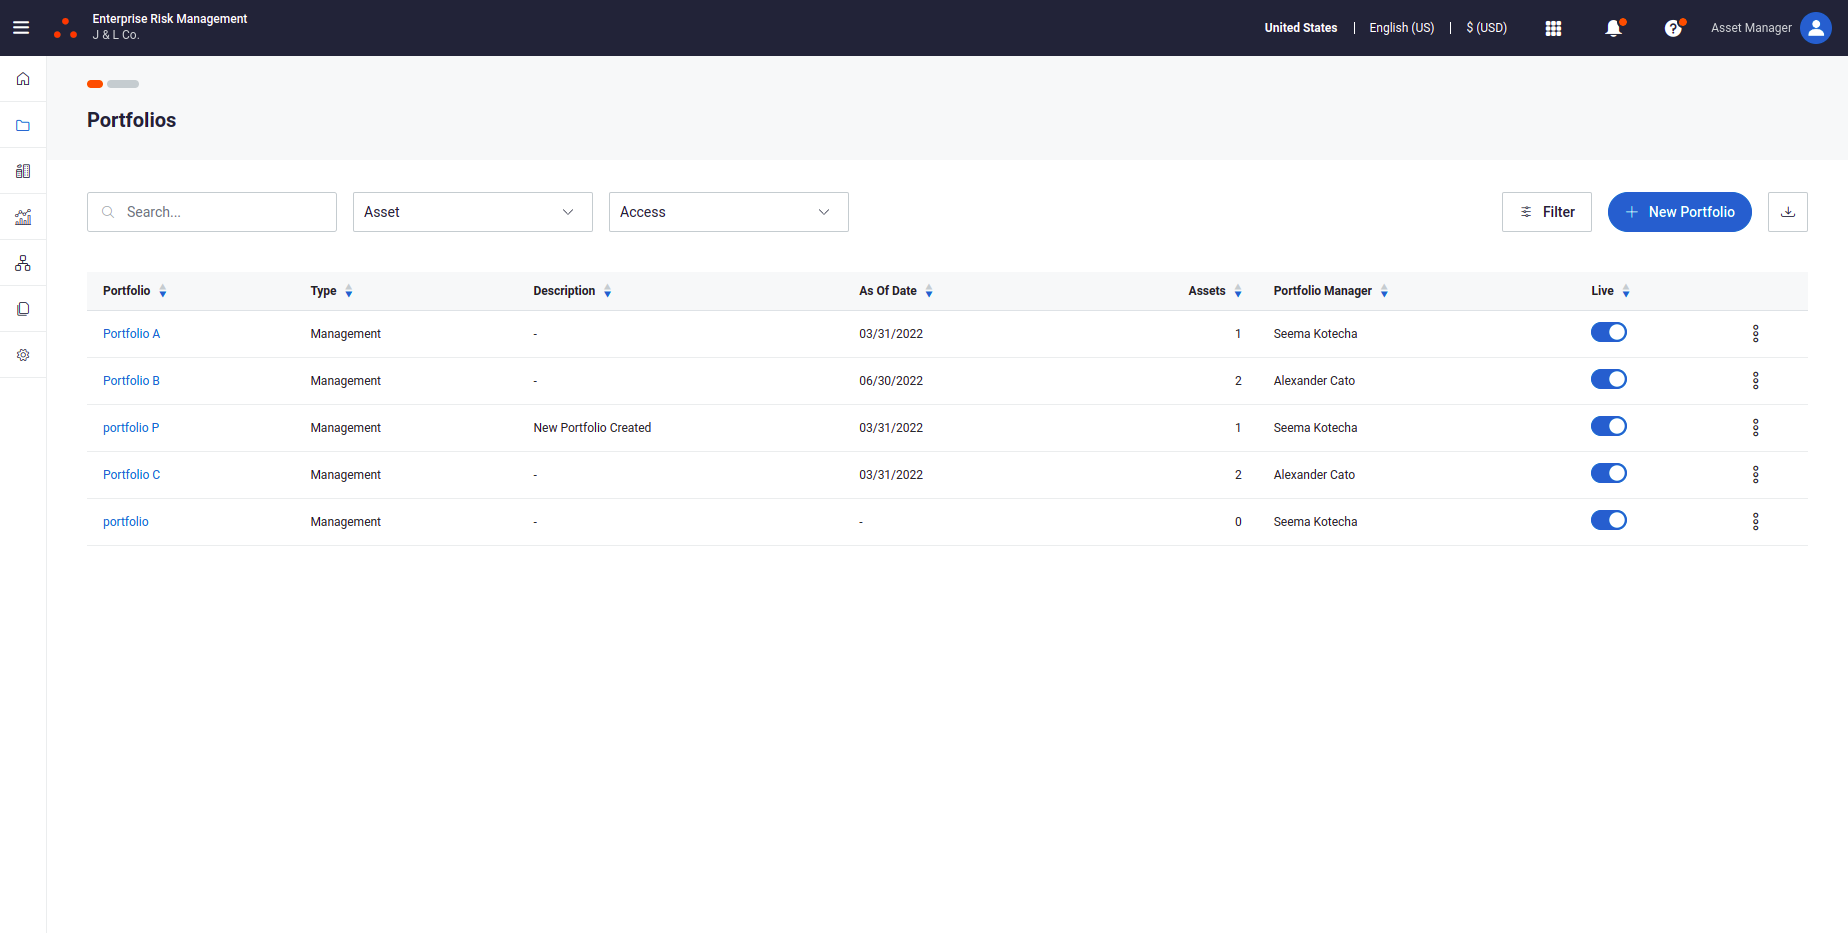 Enterprise Risk Management
J & L Co.
United States | English (US) | $ (USD)
? Asset Manager
Portfolios
Search... Asset Access Filter + New Portfolio
Portfolio Type Description As Of Date Assets Portfolio Manager Live
Portfolio A Management - 03/31/2022 1 Seema Kotecha
Portfolio B Management - 06/30/2022 2 Alexander Cato
portfolio P Management New Portfolio Created 03/31/2022 1 Seema Kotecha
Portfolio C Management - 03/31/2022 2 Alexander Cato
portfolio Management - - 0 Seema Kotecha